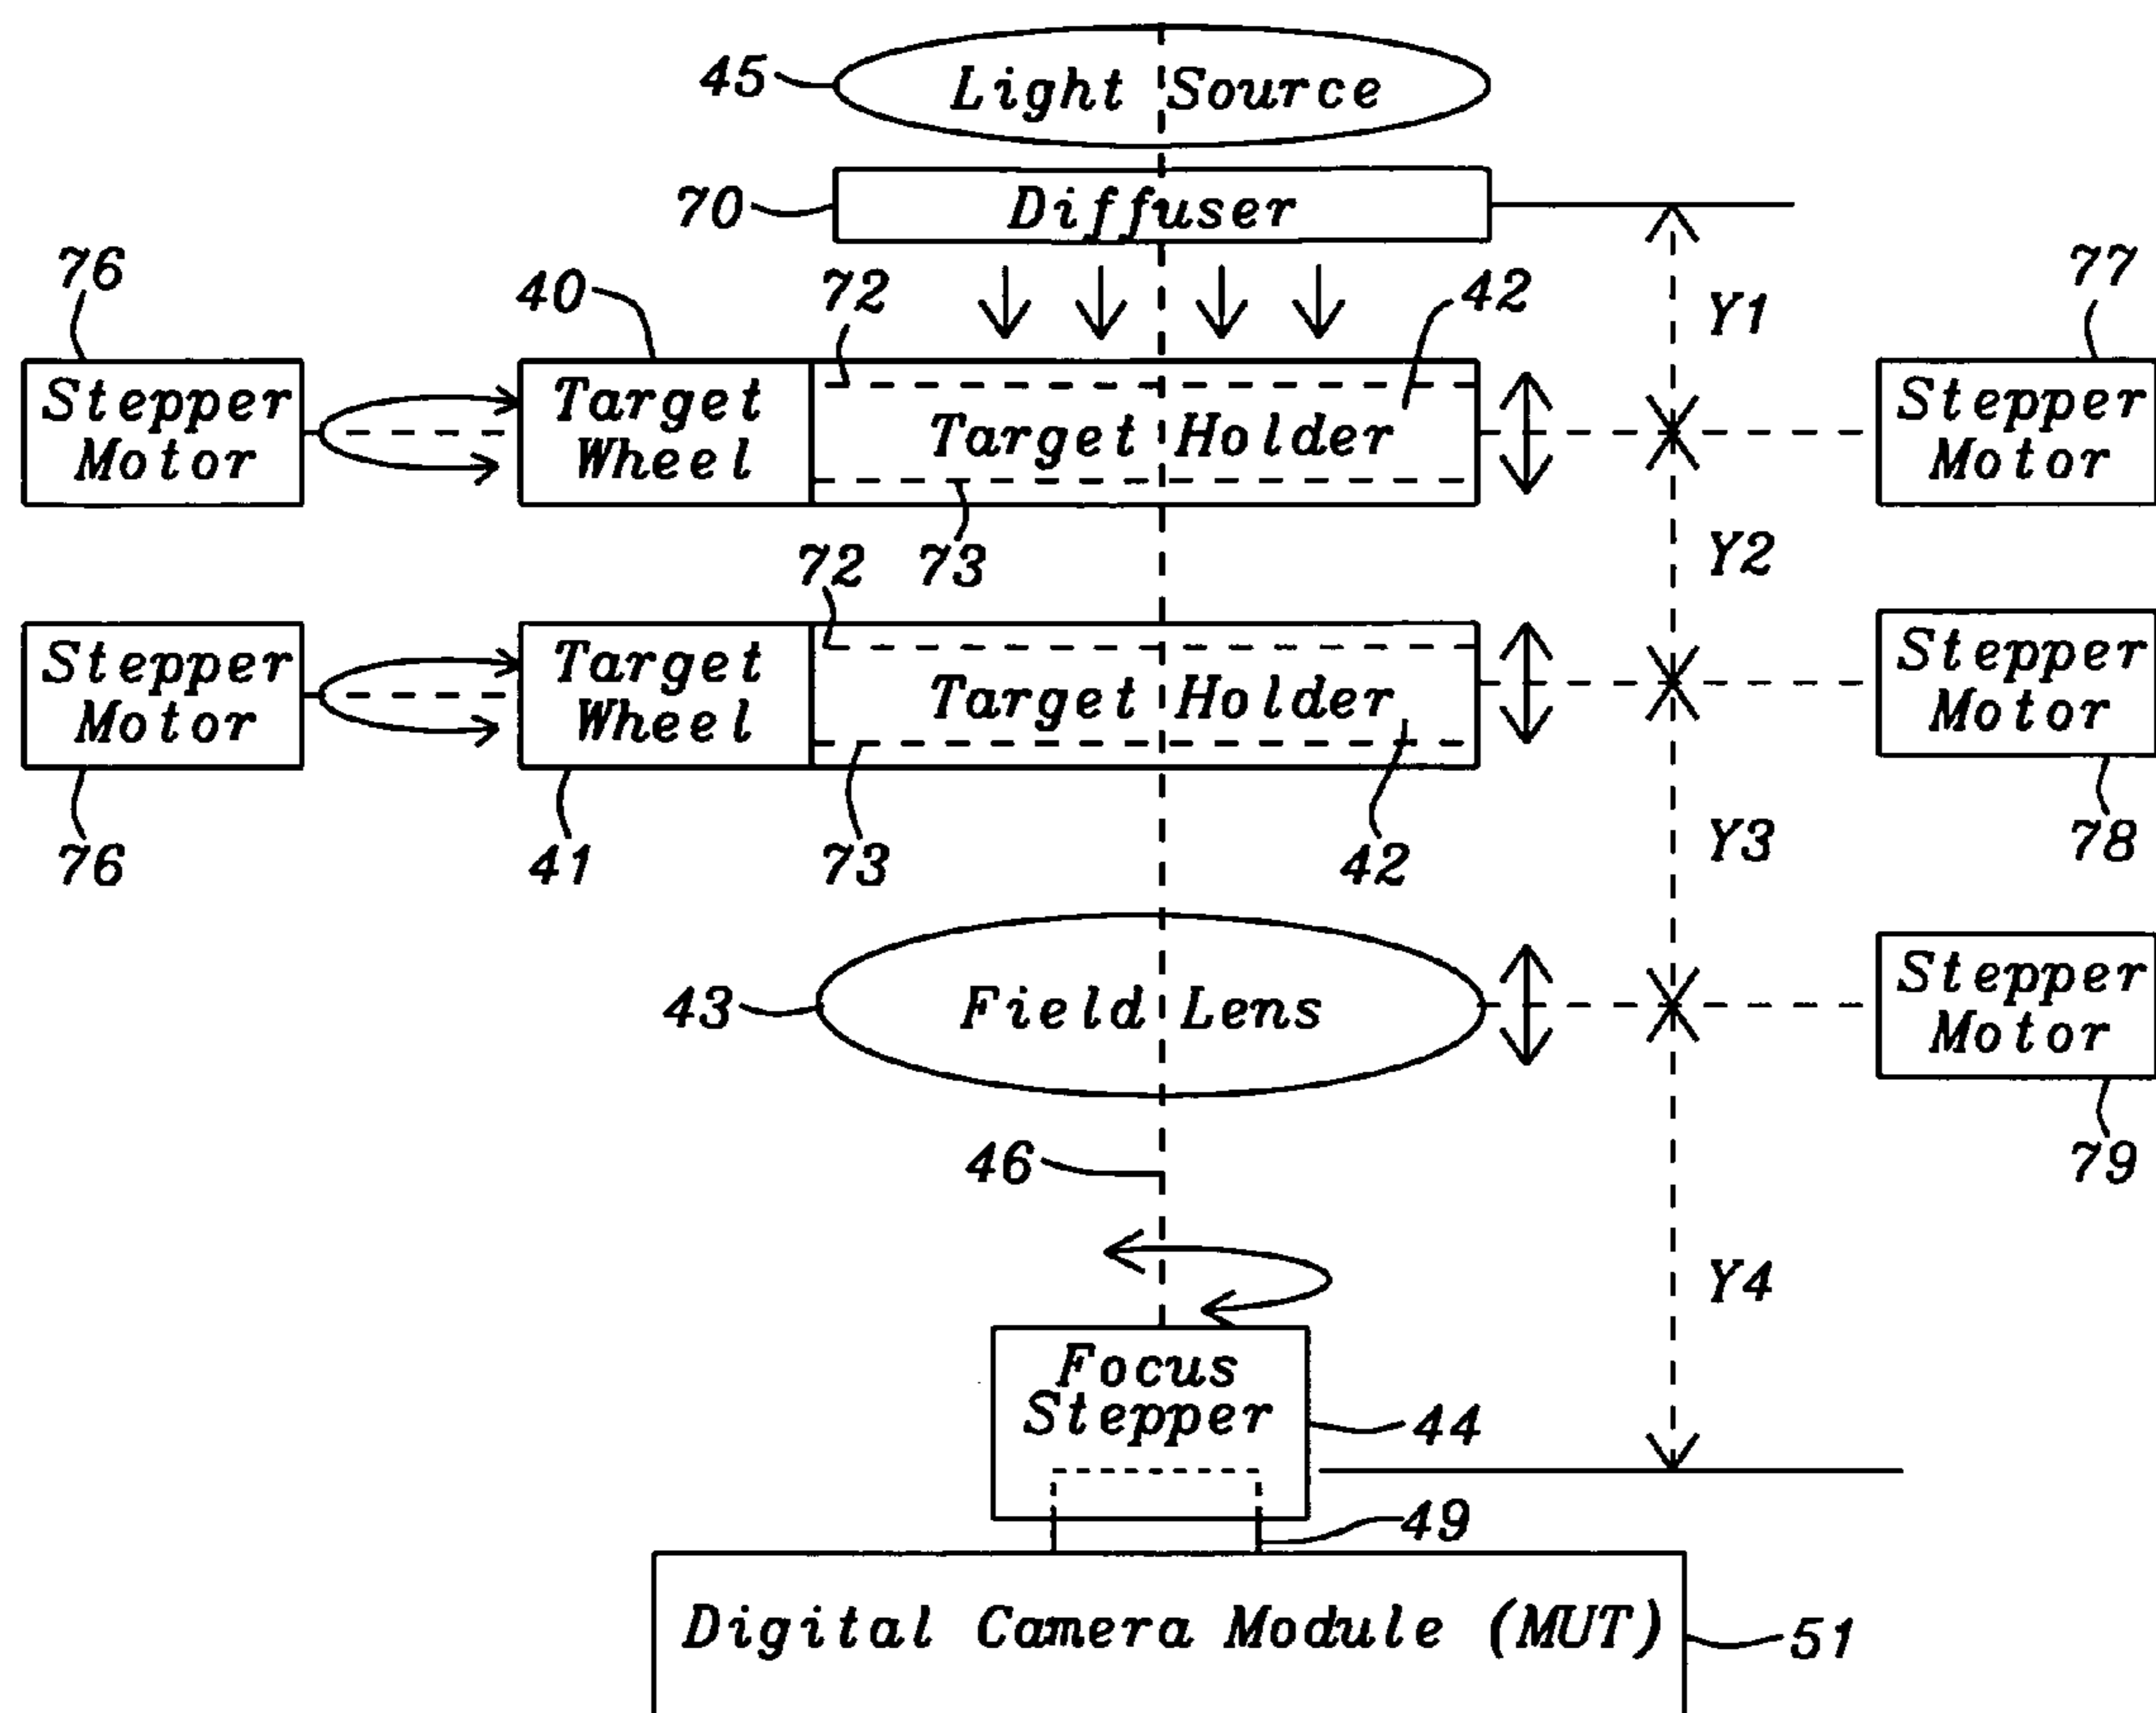 45
Light Source
70
Diffuser
76
40
72
42
77
Y1
Stepper
Motor
Target
Wheel
Target Holder
Stepper
Motor
72
73
Y2
Stepper
Motor
Target
Wheel
Target Holder
Stepper
Motor
76
41
73
42
Y3
78
43
Field Lens
Stepper
Motor
46
79
Y4
Focus
Stepper
44
49
Digital Camera Module (MUT)
51